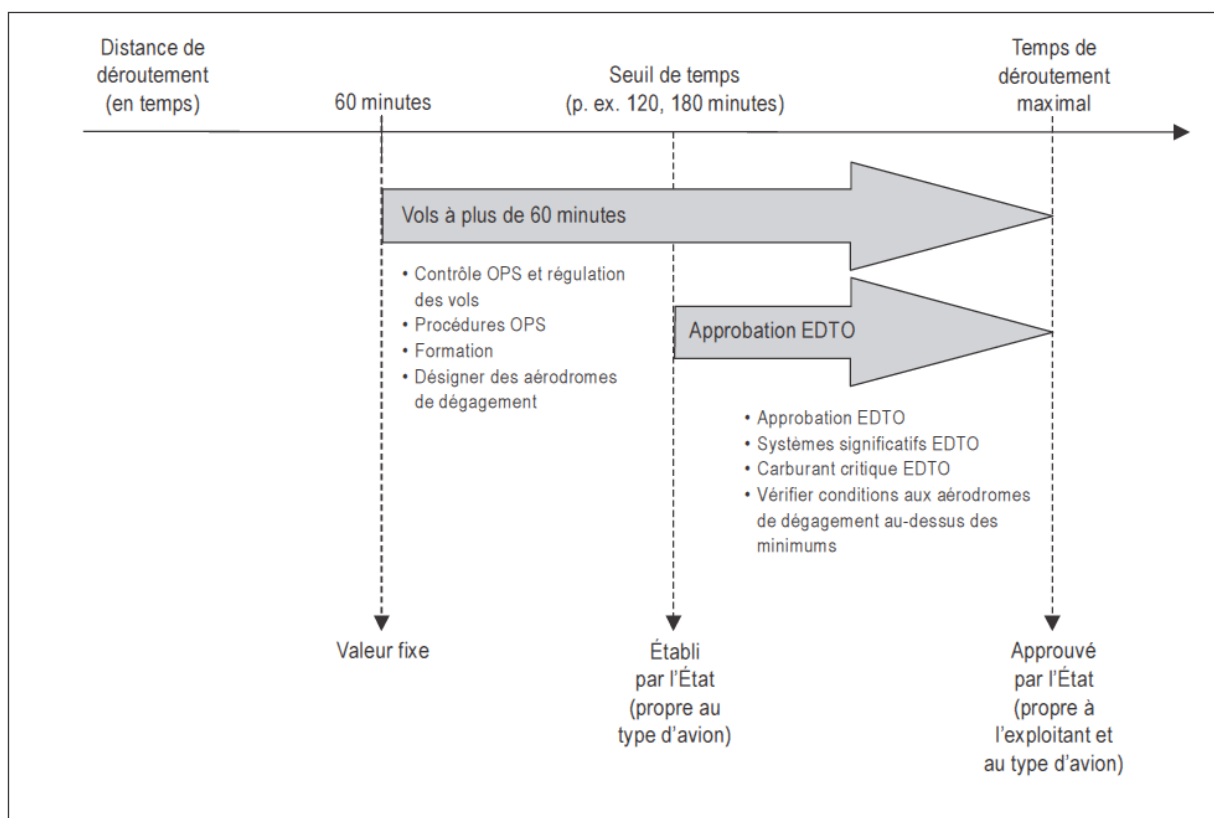 Distance de
déroutement
(en temps)
60 minutes
Seuil de temps
(p. ex. 120, 180 minutes)
Temps de
déroutement
maximal
Vols à plus de 60 minutes
• Contrôle OPS et régulation
des vols
• Procédures OPS
• Formation
• Désigner des aérodromes
de dégagement
Approbation EDTO
• Approbation EDTO
• Systèmes significatifs EDTO
• Carburant critique EDTO
• Vérifier conditions aux aérodromes
de dégagement au-dessus des
minimums
Valeur fixe
Établi
par l'État
(propre au
type d'avion)
Approuvé
par l'État
(propre à
l'exploitant et
au type d'avion)